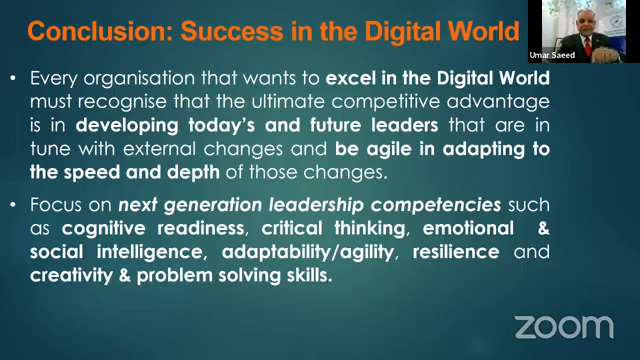 Conclusion: Success in the Digital World
Umar Saeed
• Every organisation that wants to excel in the Digital World
must recognise that the ultimate competitive advantage
is in developing today's and future leaders that are in
tune with external changes and be agile in adapting to
the speed and depth of those changes.
• Focus on next generation leadership competencies such
as cognitive readiness, critical thinking, emotional &
social intelligence, adaptability/agility, resilience and
creativity & problem solving skills.
zoom